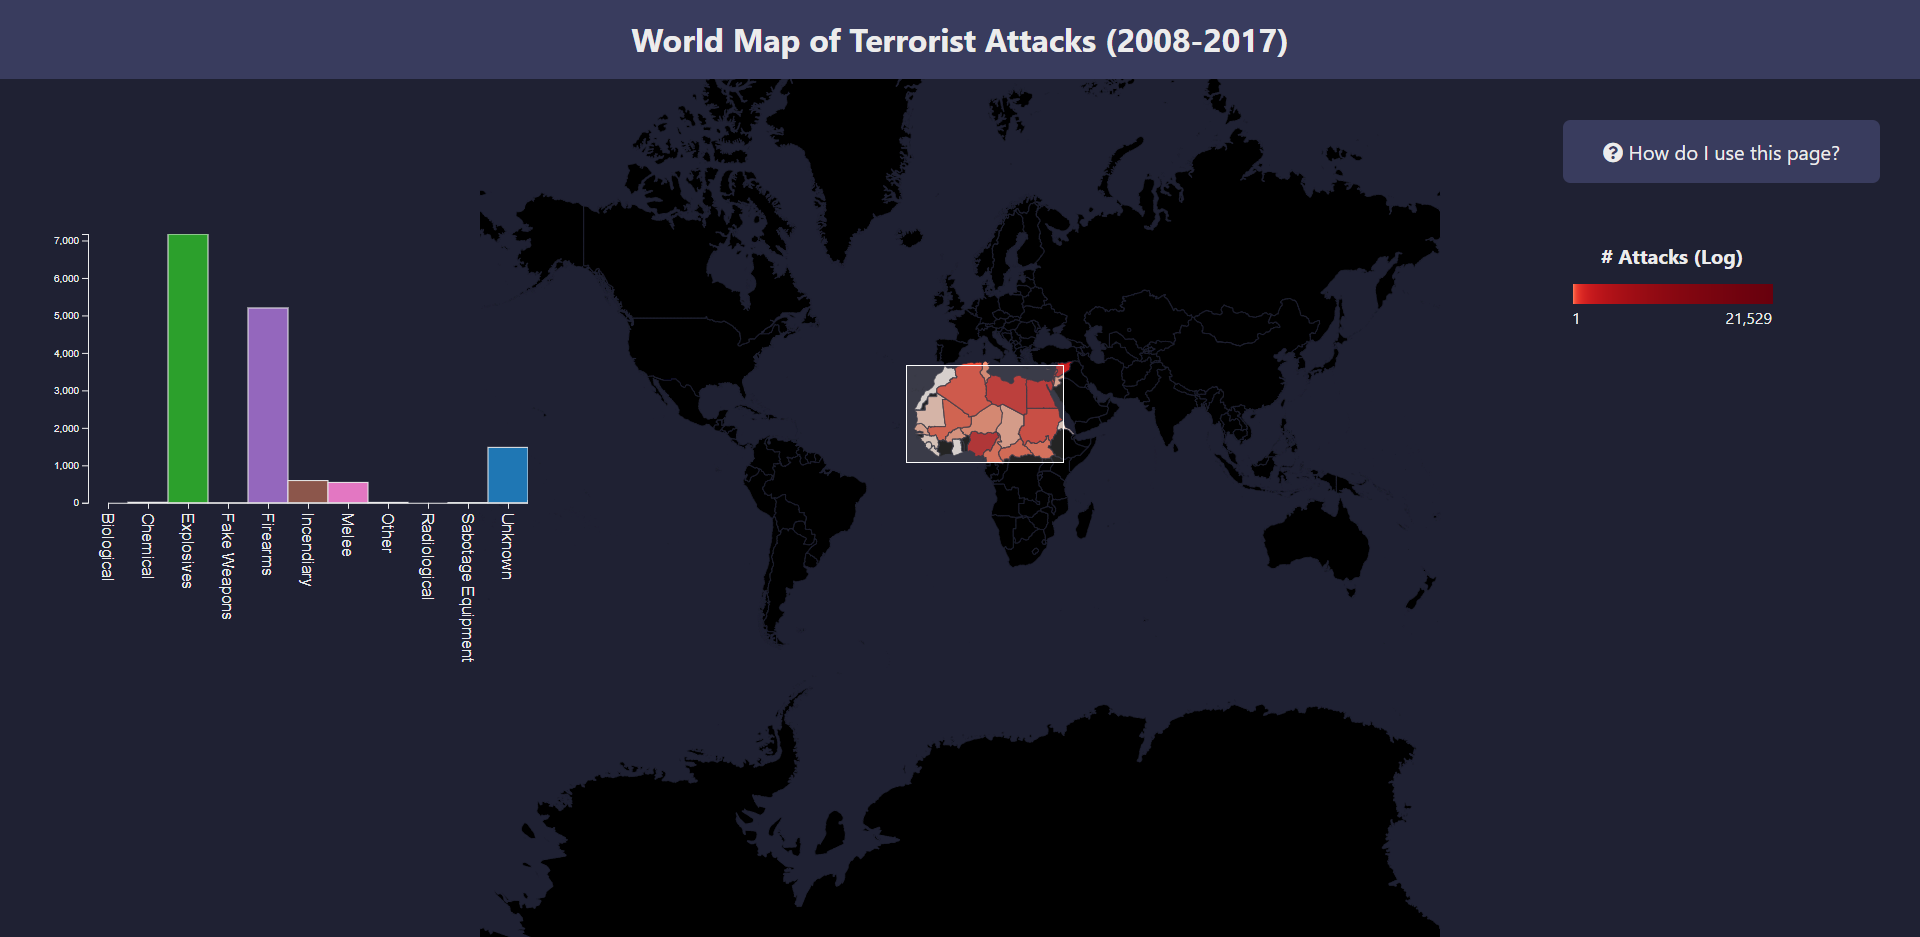 World Map of Terrorist Attacks (2008-2017)
How do I use this page?
# Attacks (Log)
1
21,529
7,000
6,000
5,000
4,000
3,000
2,000
1,000
0
Biological
Chemical
Explosives
Fake Weapons
Firearms
Incendiary
Melee
Other
Radiological
Sabotage Equipment
Unknown